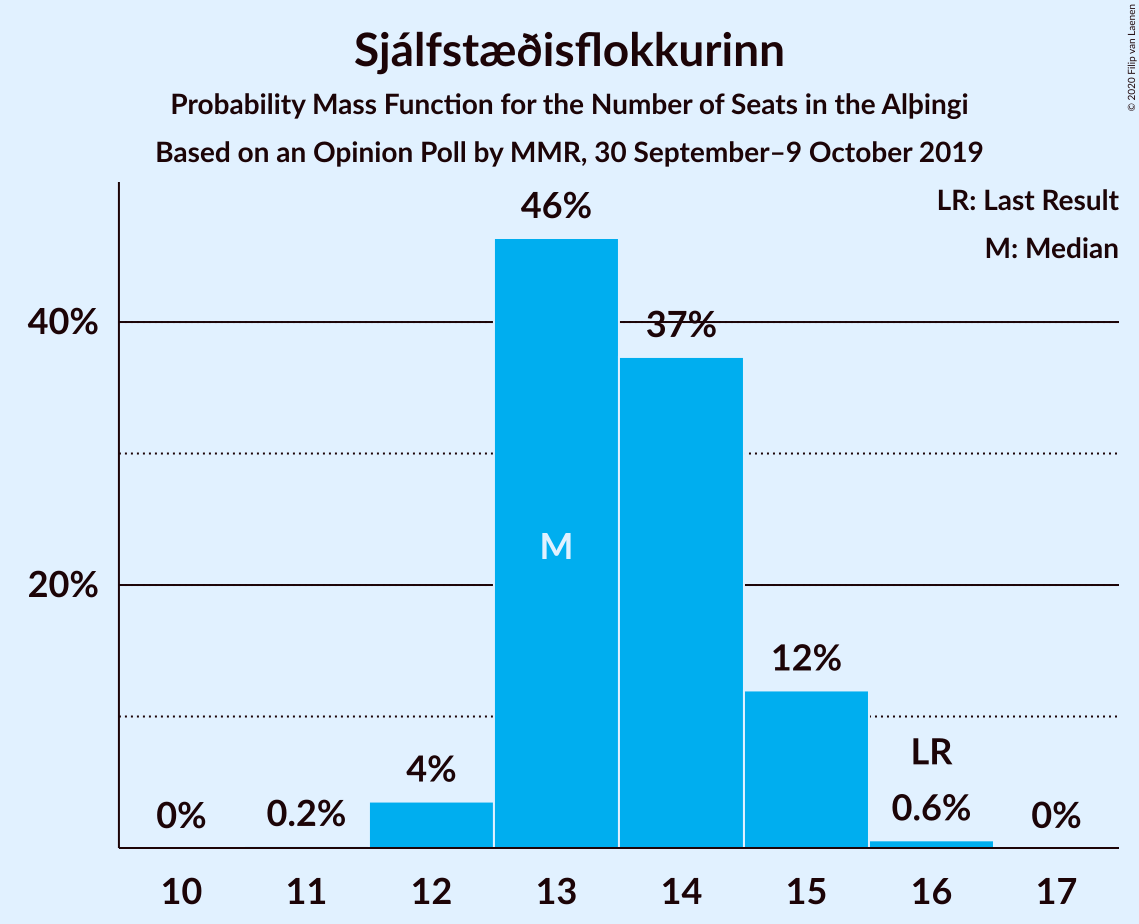 Sjálfstæðisflokkurinn
Probability Mass Function for the Number of Seats in the Alþingi
Based on an Opinion Poll by MMR, 30 September–9 October 2019
© 2020 Filip van Laenen
LR: Last Result
M: Median
46%
40%
37%
M
20%
12%
LR
4%
0%
0.2%
0.6%
0%
10 11 12 13 14 15 16 17